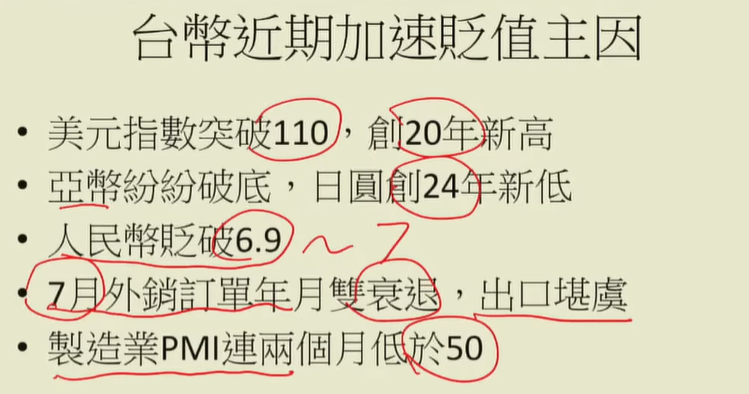 台幣近期加速貶值主因
• 美元指數突破110，創20年新高
• 亞幣紛紛破底，日圓創24年新低
• 人民幣貶破6.9～7
• 7月外銷訂單年月雙衰退，出口堪虞
• 製造業PMI連兩個月低於50